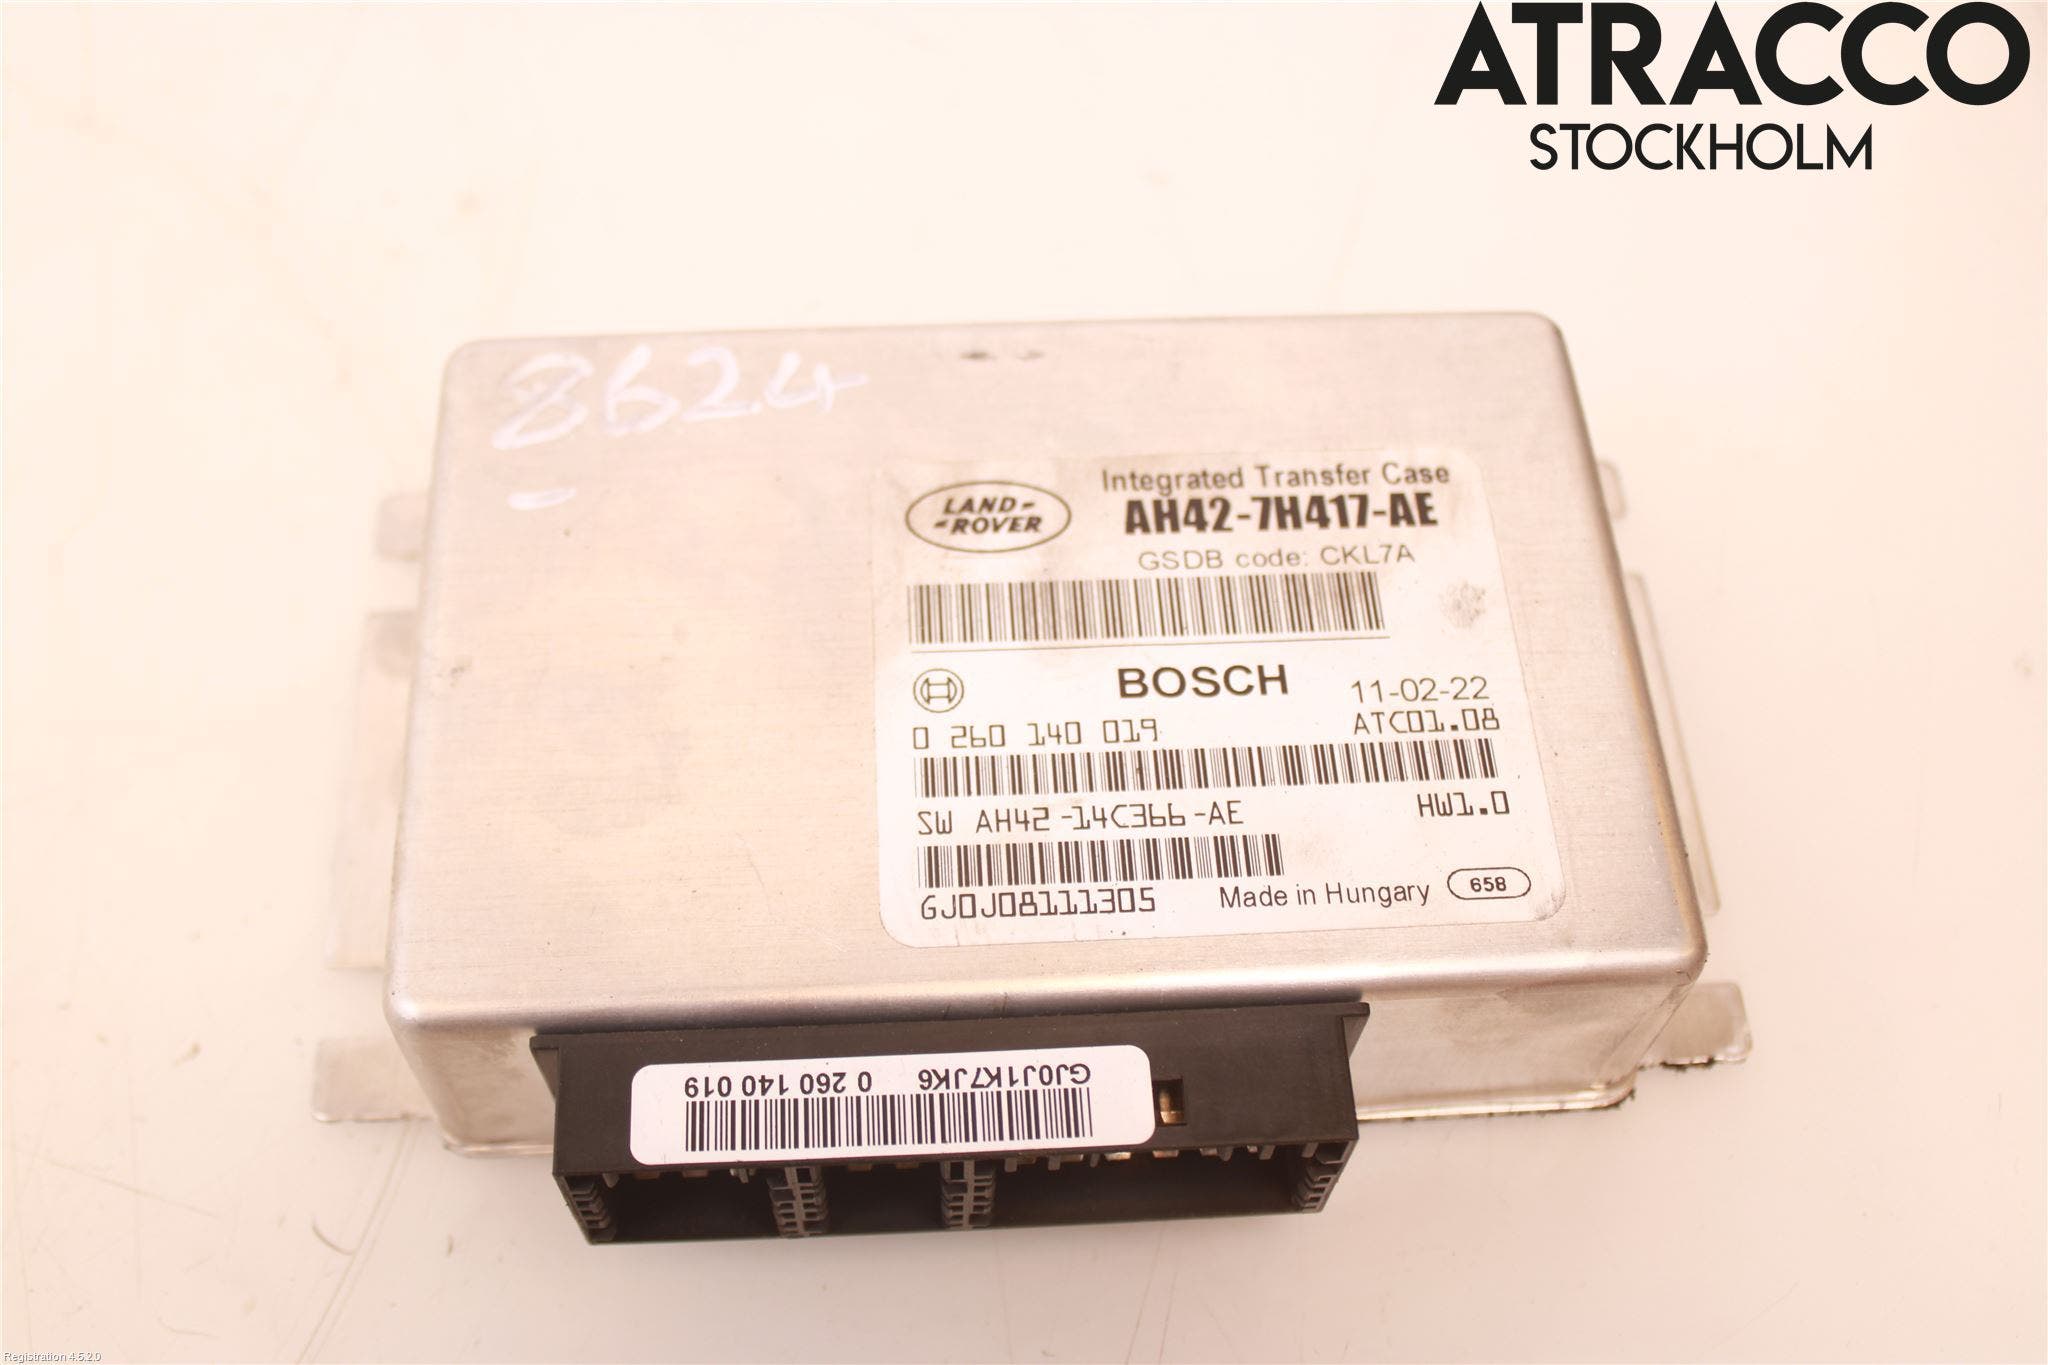 ATRACCO
STOCKHOLM
8624
LAND-
-ROVER
Integrated Transfer Case
AH42-7H417-AE
GSDB code: CKL7A
BOSCH
11-02-22
0 260 140 019
ATC01.08
SW AH42-14C366-AE
HW1.0
GJ0J08111305
Made in Hungary
658
GJ0J1K7JK6 0 260 140 019
Registration 4.5.2.0